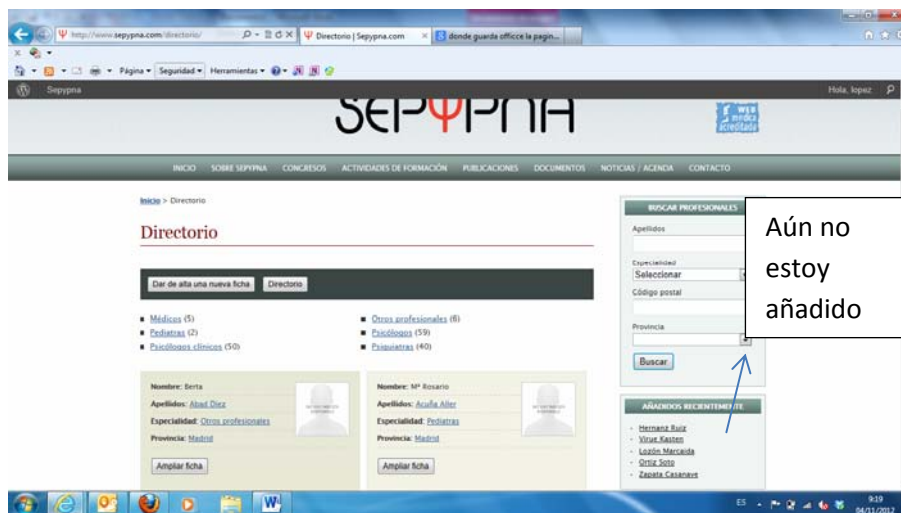 http://www.sepypna.com/directorio/
Directorio | Sepypna.com
donde guarda officce la pagin...
Página
Seguridad
Herramientas
Sepypna
Hola, lopez
SEPYPNA
WEB
medica
acreditada
INICIO SOBRE SEPYPNA CONGRESOS ACTIVIDADES DE FORMACIÓN PUBLICACIONES DOCUMENTOS NOTICIAS / AGENDA CONTACTO
Inicio > Directorio
Directorio
Dar de alta una nueva ficha
Directorio
Médicos (5)
Pediatras (2)
Psicólogos clínicos (50)
Otros profesionales (6)
Psicólogos (59)
Psiquiatras (40)
Nombre: Berta
Apellidos: Abad Diez
Especialidad: Otros profesionales
Provincia: Madrid
Ampliar ficha
Nombre: Mª Rosario
Apellidos: Acuña Aller
Especialidad: Pediatras
Provincia: Madrid
Ampliar ficha
BUSCAR PROFESIONALES
Apellidos
Especialidad
Seleccionar
Código postal
Provincia
Buscar
Aún no
estoy
añadido
AÑADIDOS RECIENTEMENTE
Hernanz Ruiz
Virue Kasten
Lozón Marcaida
Ortiz Soto
Zapata Casanave
ES
9:19
04/11/2012